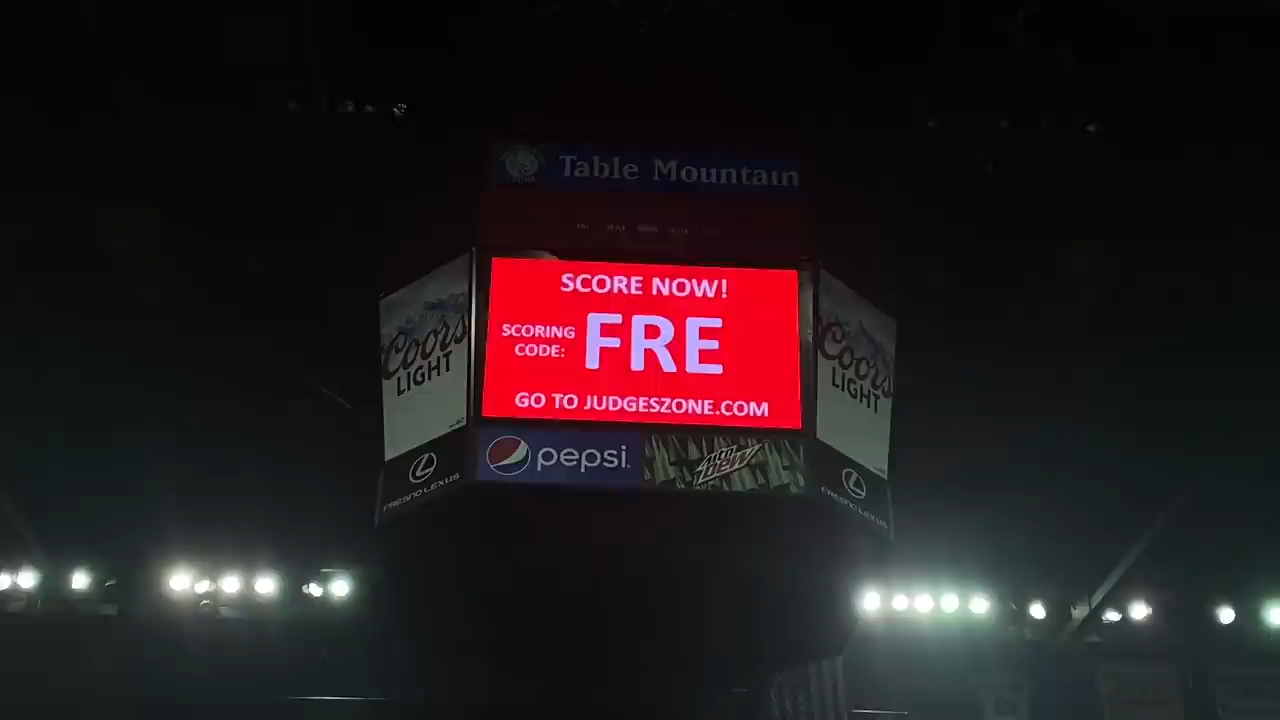 Table Mountain
SCORE NOW!
SCORING
CODE:
FRE
GO TO JUDGESZONE.COM
Coors
LIGHT
LEXUS
FRESNO LEXUS
pepsi
mtn
dew
Coors
LIGHT
FRESNO LEXUS